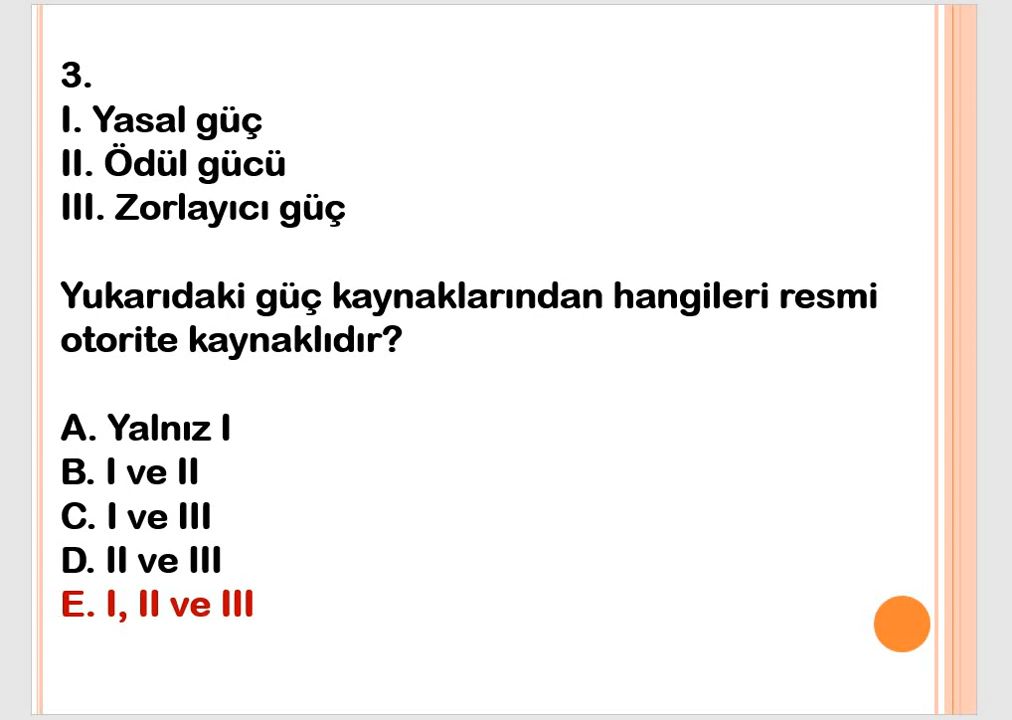 3.
I. Yasal güç
II. Ödül gücü
III. Zorlayıcı güç
Yukarıdaki güç kaynaklarından hangileri resmi
otorite kaynaklıdır?
A. Yalnız I
B. I ve II
C. I ve III
D. II ve III
E. I, II ve III